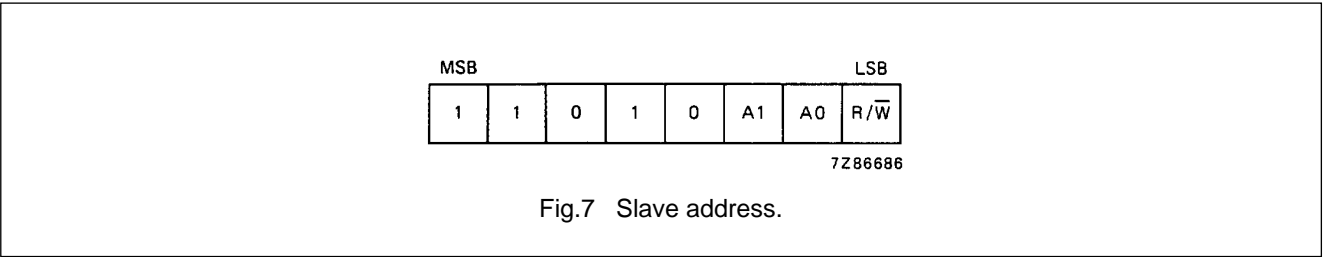 MSB LSB
1 1 0 1 0 A1 A0 R/W̅
7Z86686
Fig.7 Slave address.